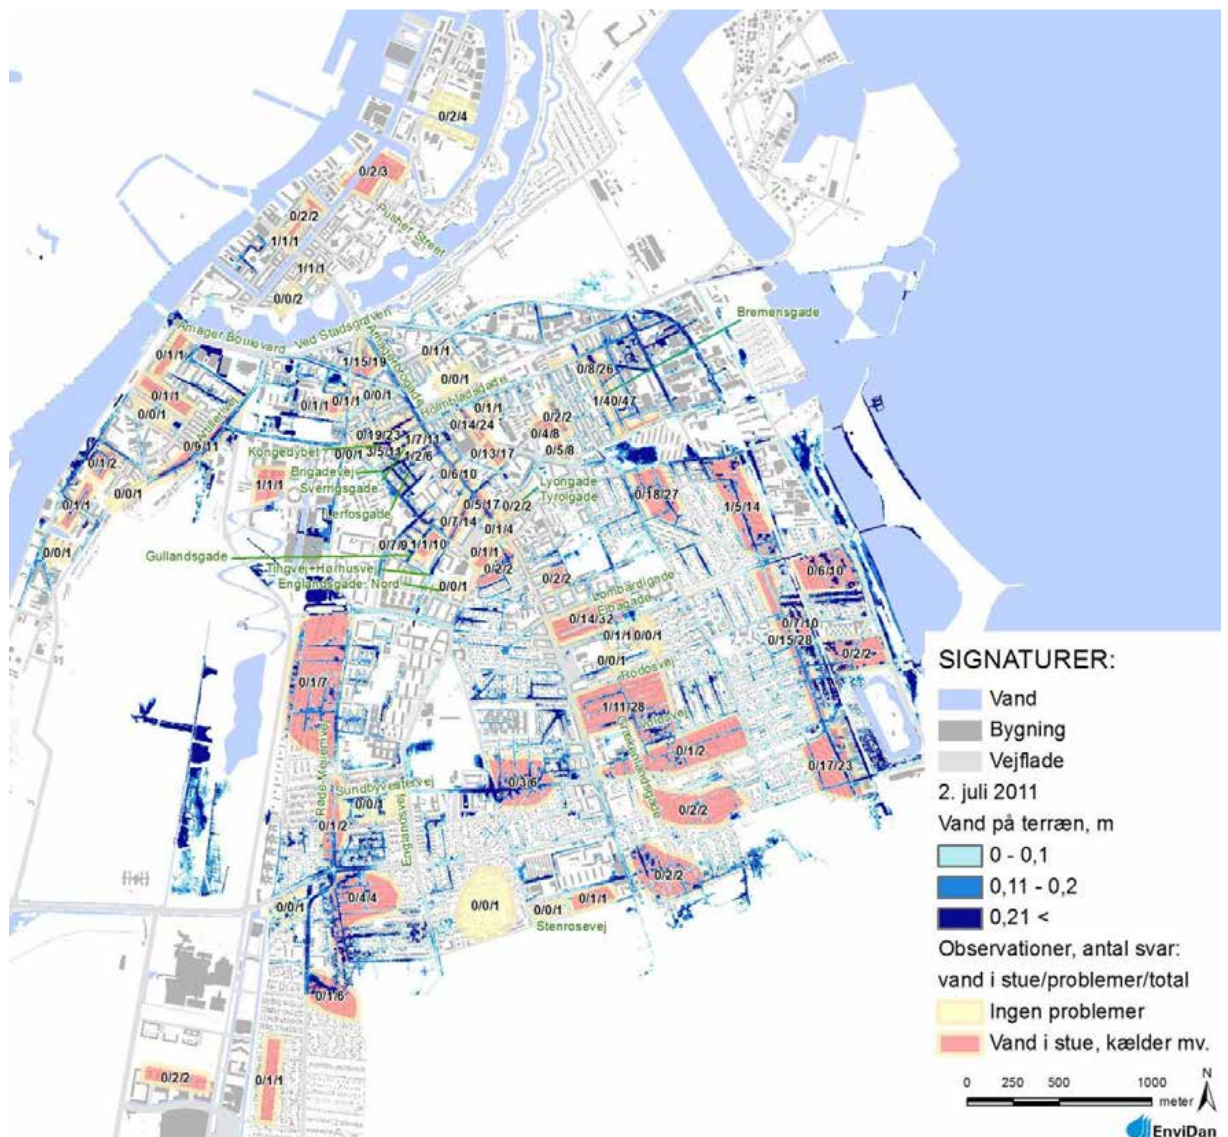 0/2/4
0/2/3
Pusher Street
0/2/2
1/1/1
1/1/1
0/0/2
Amager Boulevard
Ved Stadsgraven
Amagerbrogade
Bremensgade
0/1/1
1/15/19
0/1/1
0/0/1
0/8/26
0/1/1
0/0/1
0/1/1
0/1/1
0/0/1
Holmbladsgade
1/40/47
0/1/1
0/2/2
0/9/11
0/19/23
1/7/11
0/14/24
0/4/8
Kongedybet
0/0/1
3/5/11
1/2/6
0/13/17
0/5/8
0/1/2
Brigadevej
Sverrigsgade
1/1/1
0/6/10
Lyongade
Tyrolgade
0/18/27
1/5/14
0/1/1
0/0/1
Lerfosgade
0/5/17
0/2/2
0/7/14
0/1/4
0/0/1
Gullandsgade
0/7/9
1/1/10
0/1/1
Tingvej+Hørhusvej
0/2/2
0/2/2
0/6/10
Englandsgade, Nord
0/0/1
Lombardigade
Elbagade
0/14/32
0/1/1
0/0/1
0/7/10
0/15/28
0/2/2
0/0/1
Rodosvej
0/1/7
1/11/28
0/1/2
0/17/23
Grækenlandsgade
Røde Mellemvej
Sundbyvestervej
0/3/6
0/0/1
0/2/2
0/1/2
Englandsvej
0/2/2
0/4/4
0/0/1
0/0/1
0/0/1
0/1/1
Stenrosevej
0/1/6
0/2/2
0/1/1
SIGNATURER:
Vand
Bygning
Vejflade
2. juli 2011
Vand på terræn, m
0 - 0,1
0,11 - 0,2
0,21 <
Observationer, antal svar:
vand i stue/problemer/total
Ingen problemer
Vand i stue, kælder mv.
N
0 250 500 1000
meter
EnviDan